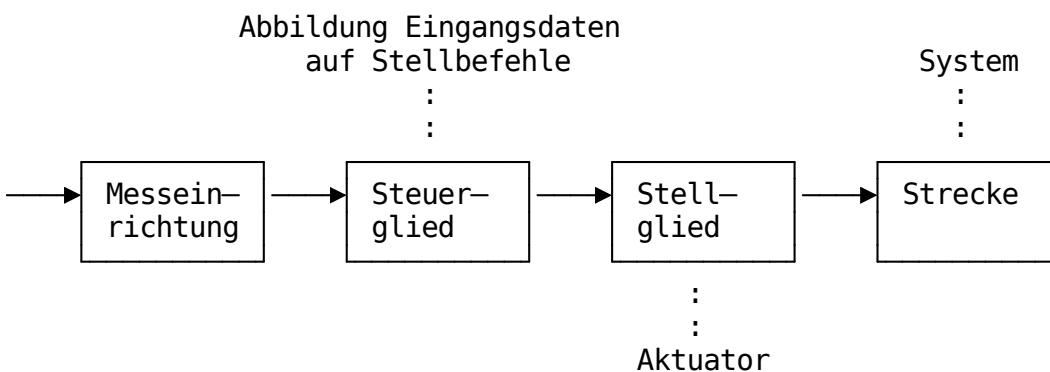 Abbildung Eingangsdaten
auf Stellbefehle
System
:
:
:
:
Messein–
richtung
Steuer–
glied
Stell–
glied
Strecke
:
:
Aktuator